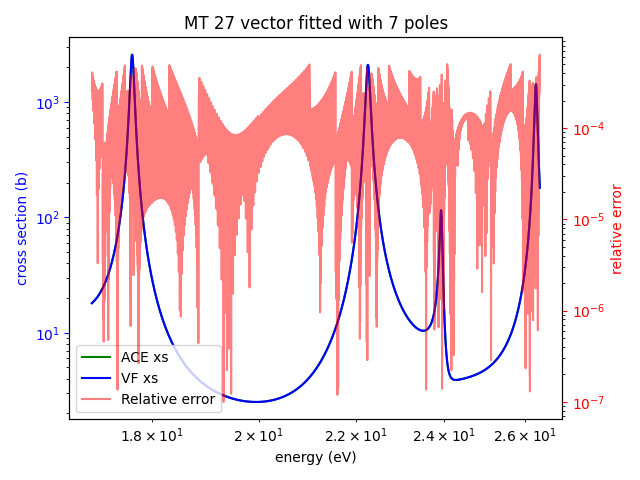 MT 27 vector fitted with 7 poles
cross section (b)
10³
10²
10¹
10⁻⁴
10⁻⁵
10⁻⁶
10⁻⁷
relative error
ACE xs
VF xs
Relative error
1.8 × 10¹ 2 × 10¹ 2.2 × 10¹ 2.4 × 10¹ 2.6 × 10¹
energy (eV)